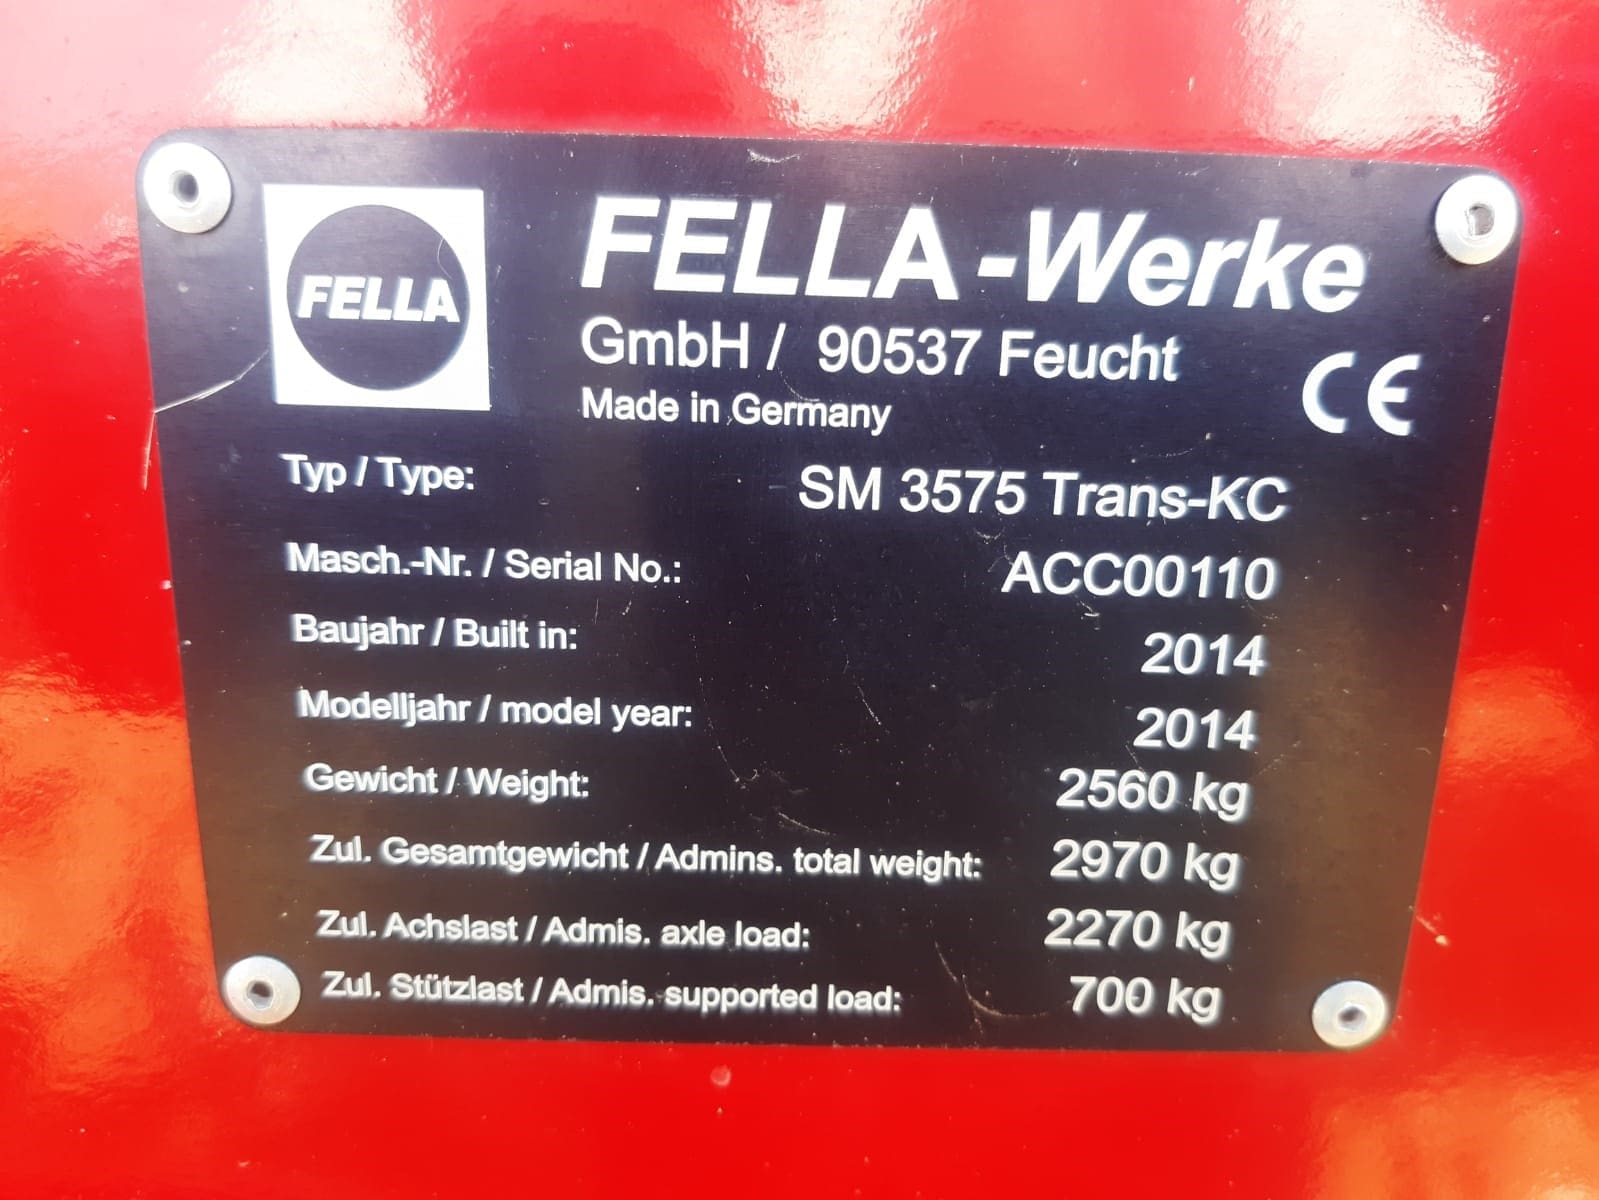 FELLA
FELLA-Werke
GmbH / 90537 Feucht
Made in Germany
CE
Typ / Type: SM 3575 Trans-KC
Masch.-Nr. / Serial No.: ACC00110
Baujahr / Built in: 2014
Modelljahr / model year: 2014
Gewicht / Weight: 2560 kg
Zul. Gesamtgewicht / Admins. total weight: 2970 kg
Zul. Achslast / Admis. axle load: 2270 kg
Zul. Stützlast / Admis. supported load: 700 kg